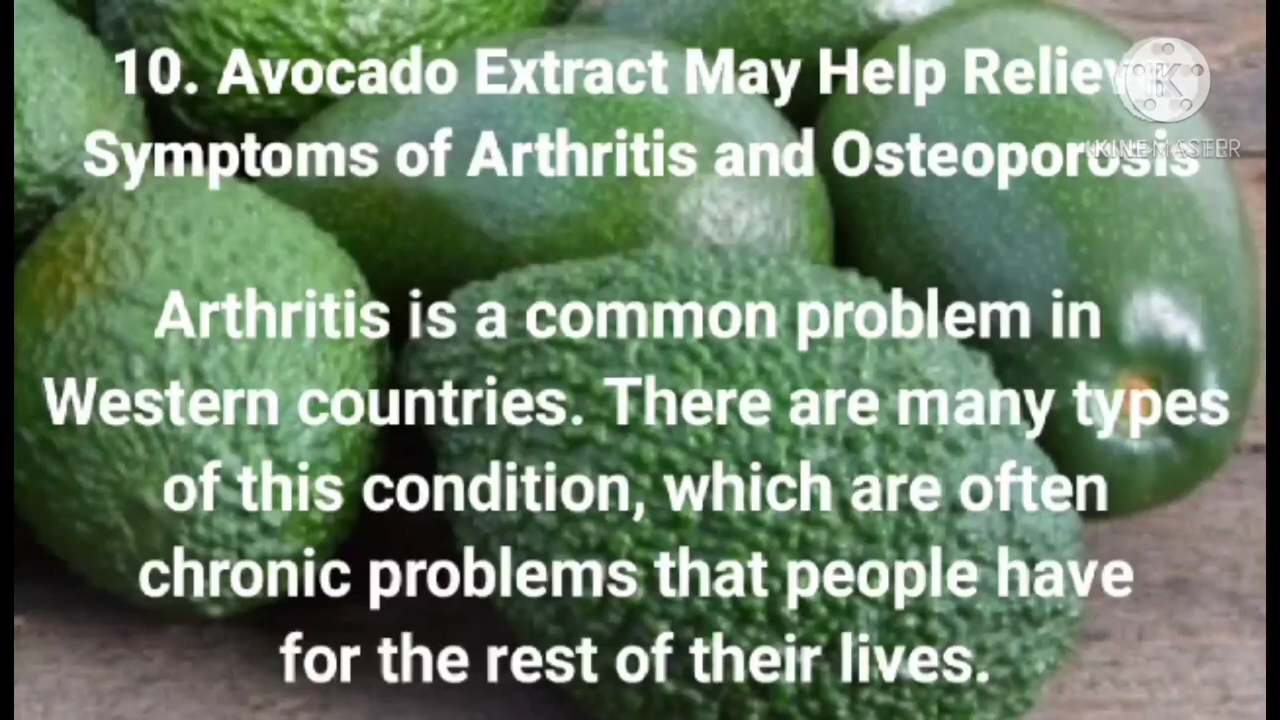 10. Avocado Extract May Help Relieve
Symptoms of Arthritis and Osteoporosis
Arthritis is a common problem in
Western countries. There are many types
of this condition, which are often
chronic problems that people have
for the rest of their lives.
K
KINEMASTER